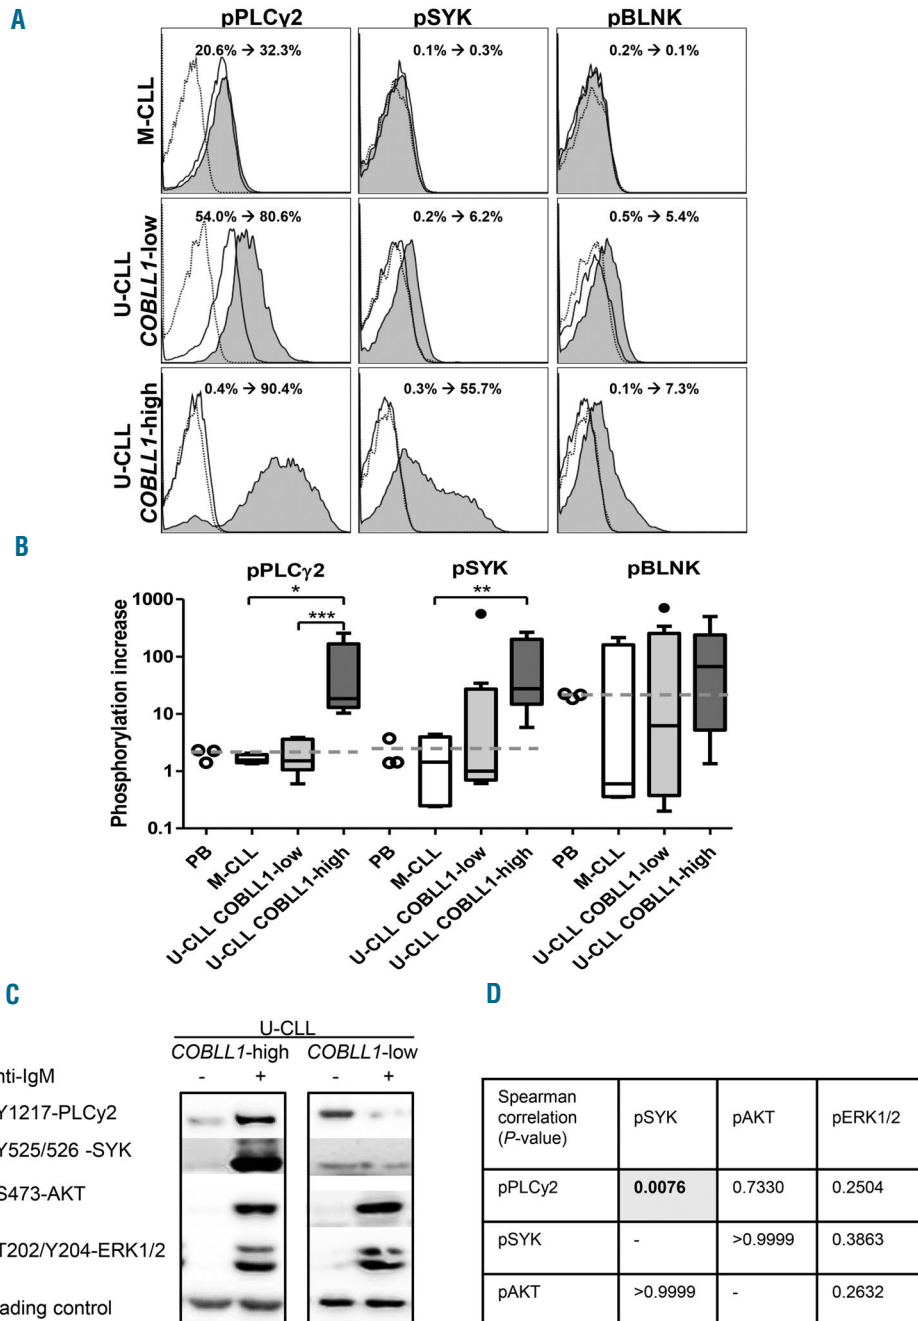 A
pPLCγ2 pSYK pBLNK
M-CLL
20.6% → 32.3% 0.1% → 0.3% 0.2% → 0.1%
U-CLL
COBLL1-low
54.0% → 80.6% 0.2% → 6.2% 0.5% → 5.4%
U-CLL
COBLL1-high
0.4% → 90.4% 0.3% → 55.7% 0.1% → 7.3%
B
pPLCγ2 pSYK pBLNK
* *** **
Phosphorylation increase
1000
100
10
1
0.1
PB M-CLL U-CLL COBLL1-low U-CLL COBLL1-high PB M-CLL U-CLL COBLL1-low U-CLL COBLL1-high PB M-CLL U-CLL COBLL1-low U-CLL COBLL1-high
C
U-CLL
COBLL1-high COBLL1-low
nti-IgM - + - +
Y1217-PLCy2
Y525/526 -SYK
S473-AKT
T202/Y204-ERK1/2
ading control
D
Spearman
correlation
(P-value)
pSYK pAKT pERK1/2
pPLCy2 0.0076 0.7330 0.2504
pSYK - >0.9999 0.3863
pAKT >0.9999 - 0.2632